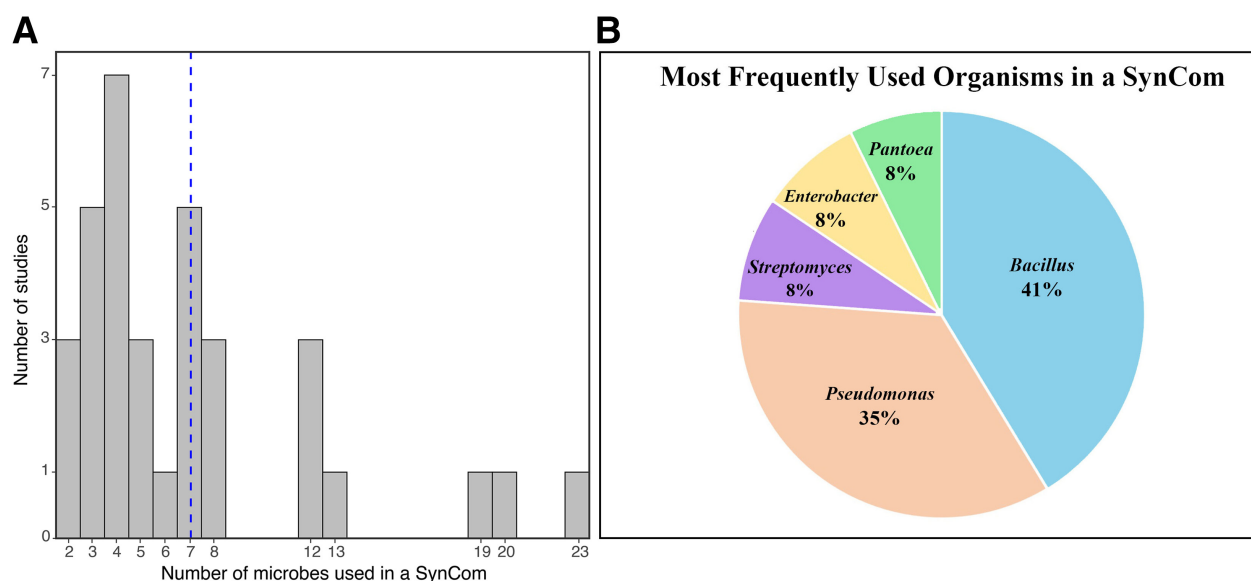 A
7
5
3
1
0
Number of studies
2 3 4 5 6 7 8 12 13 19 20 23
Number of microbes used in a SynCom
B
Most Frequently Used Organisms in a SynCom
Pantoea
8%
Enterobacter
8%
Streptomyces
8%
Bacillus
41%
Pseudomonas
35%